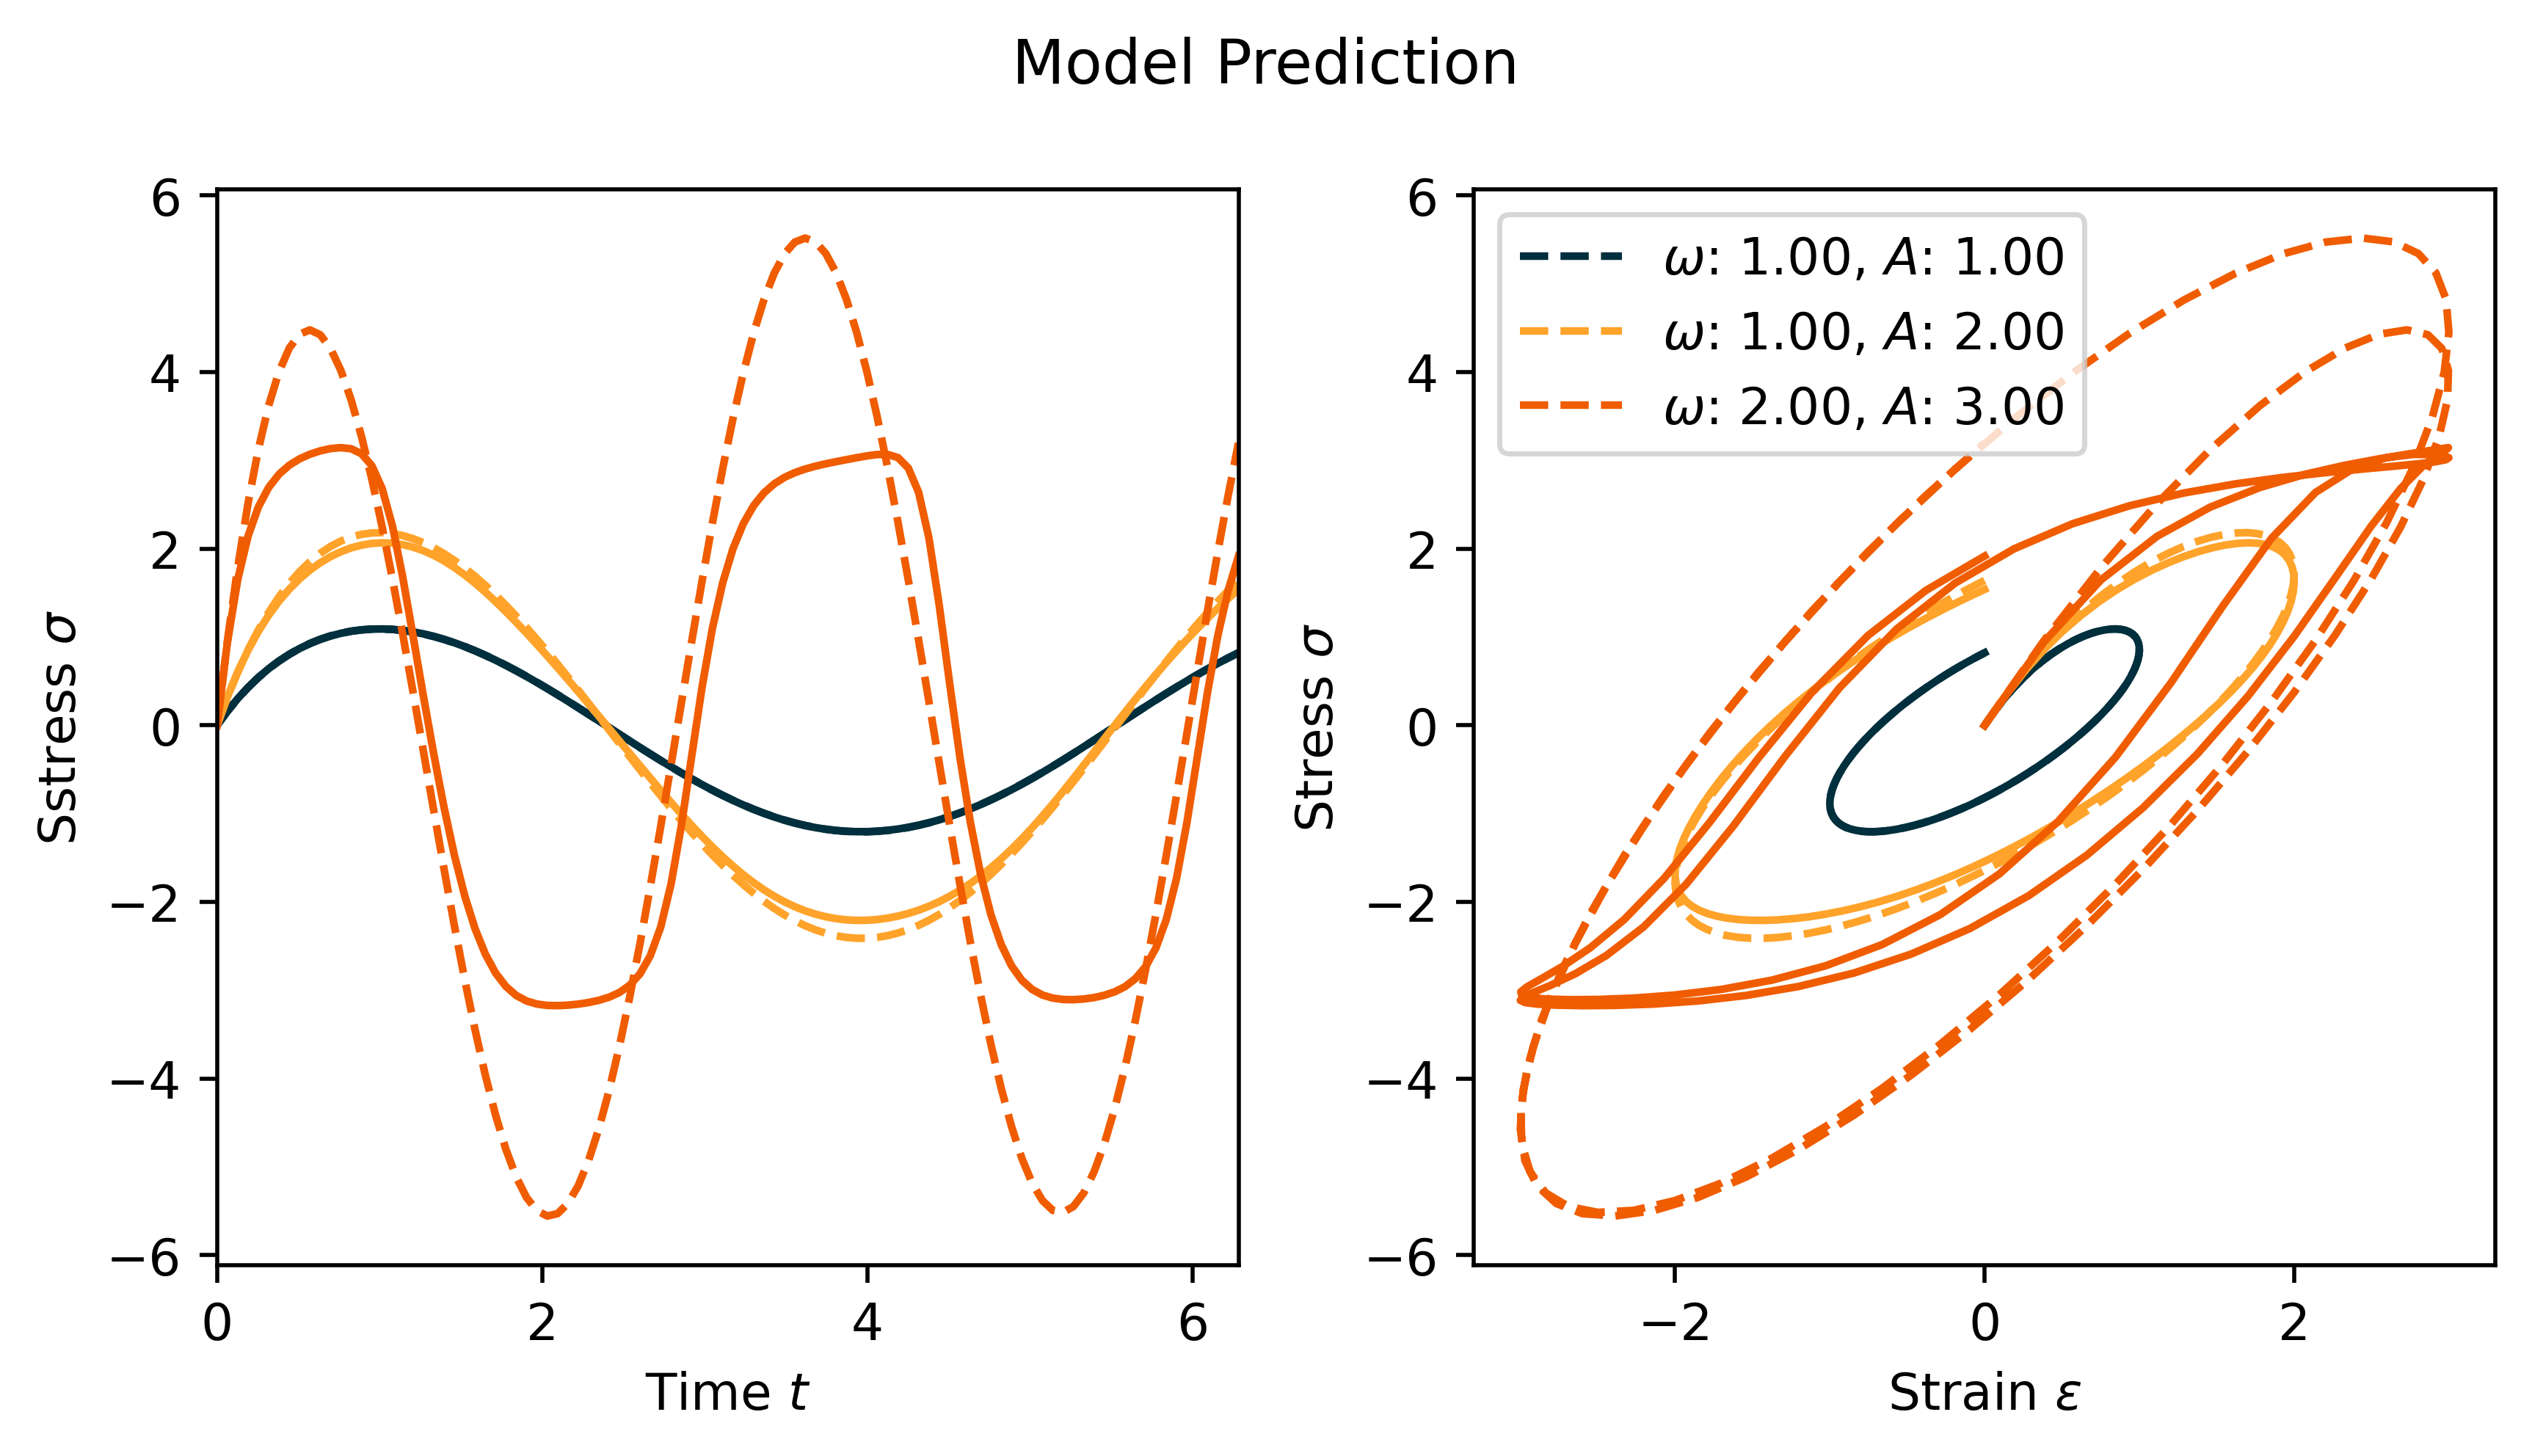 Model Prediction
6
4
2
0
−2
−4
−6
Sstress σ
0 2 4 6
Time t
6
4
2
0
−2
−4
−6
Stress σ
ω: 1.00, A: 1.00
ω: 1.00, A: 2.00
ω: 2.00, A: 3.00
−2 0 2
Strain ε